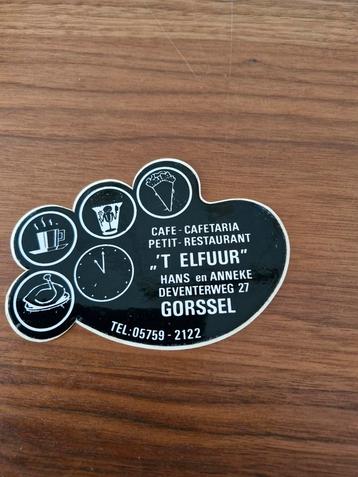 CAFE-CAFETARIA
PETIT-RESTAURANT
„'T ELFUUR"
HANS en ANNEKE
DEVENTERWEG 27
GORSSEL
TEL: 05759-2122